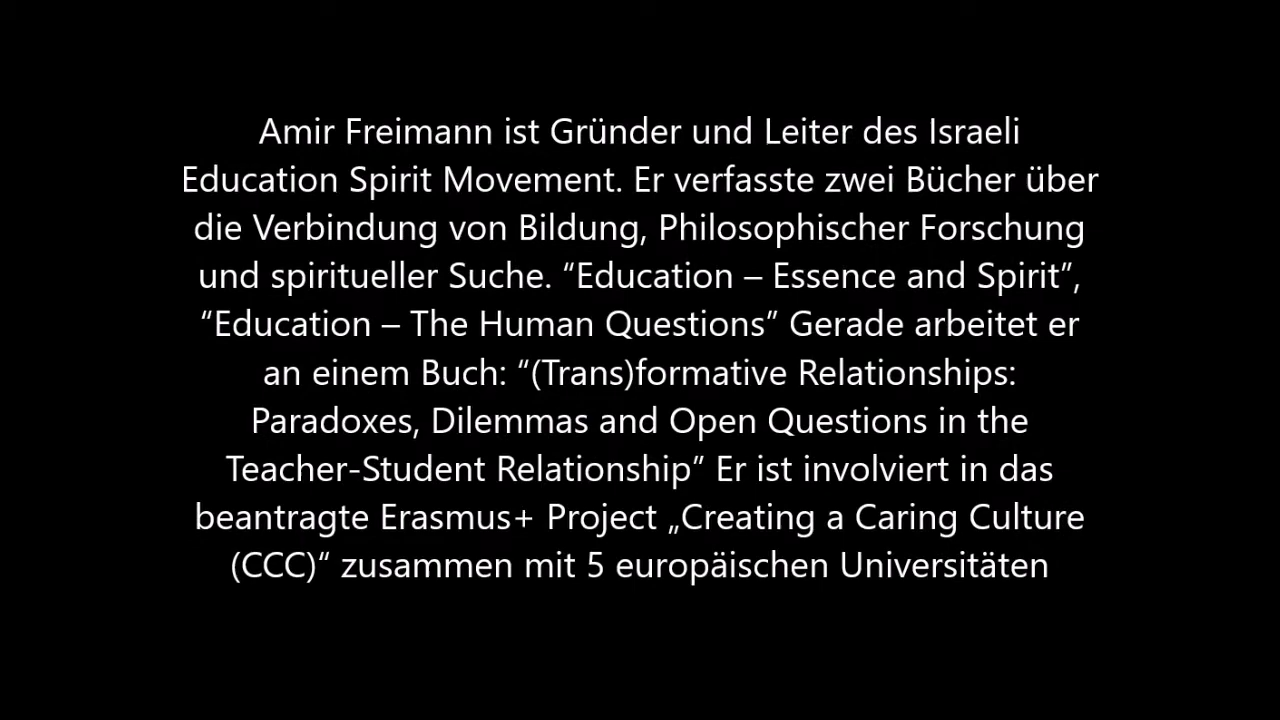 Amir Freimann ist Gründer und Leiter des Israeli
Education Spirit Movement. Er verfasste zwei Bücher über
die Verbindung von Bildung, Philosophischer Forschung
und spiritueller Suche. “Education – Essence and Spirit”,
“Education – The Human Questions” Gerade arbeitet er
an einem Buch: “(Trans)formative Relationships:
Paradoxes, Dilemmas and Open Questions in the
Teacher-Student Relationship” Er ist involviert in das
beantragte Erasmus+ Project „Creating a Caring Culture
(CCC)“ zusammen mit 5 europäischen Universitäten